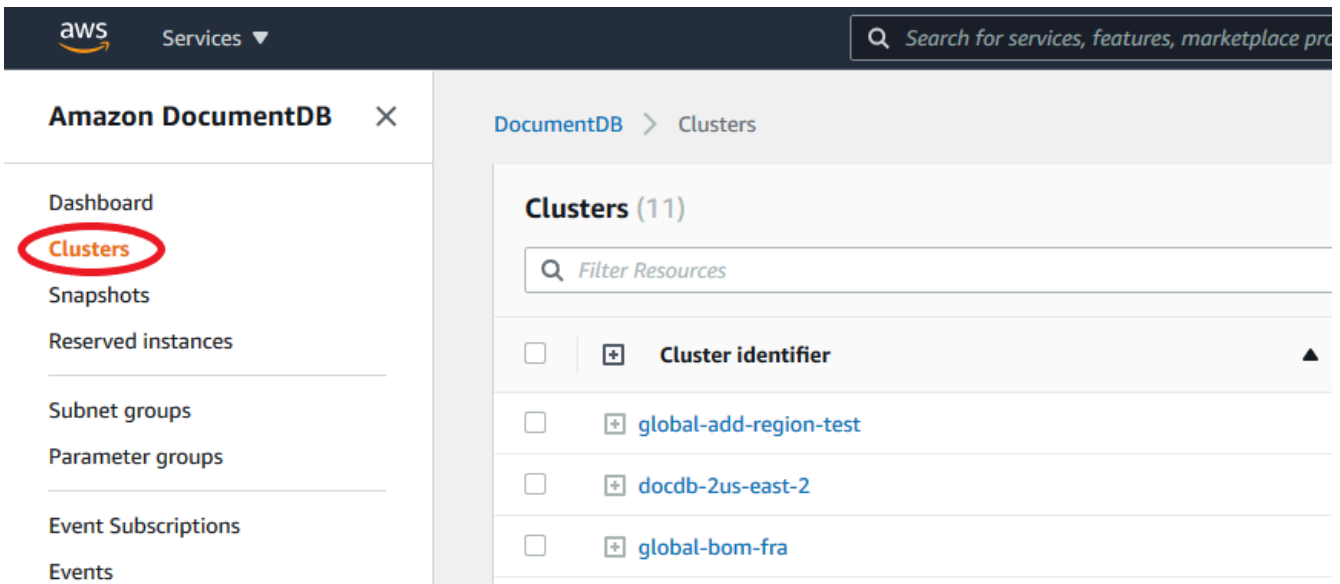 aws Services ▼ Search for services, features, marketplace pro
Amazon DocumentDB
Dashboard
Clusters
Snapshots
Reserved instances
Subnet groups
Parameter groups
Event Subscriptions
Events
DocumentDB > Clusters
Clusters (11)
Filter Resources
Cluster identifier
global-add-region-test
docdb-2us-east-2
global-bom-fra